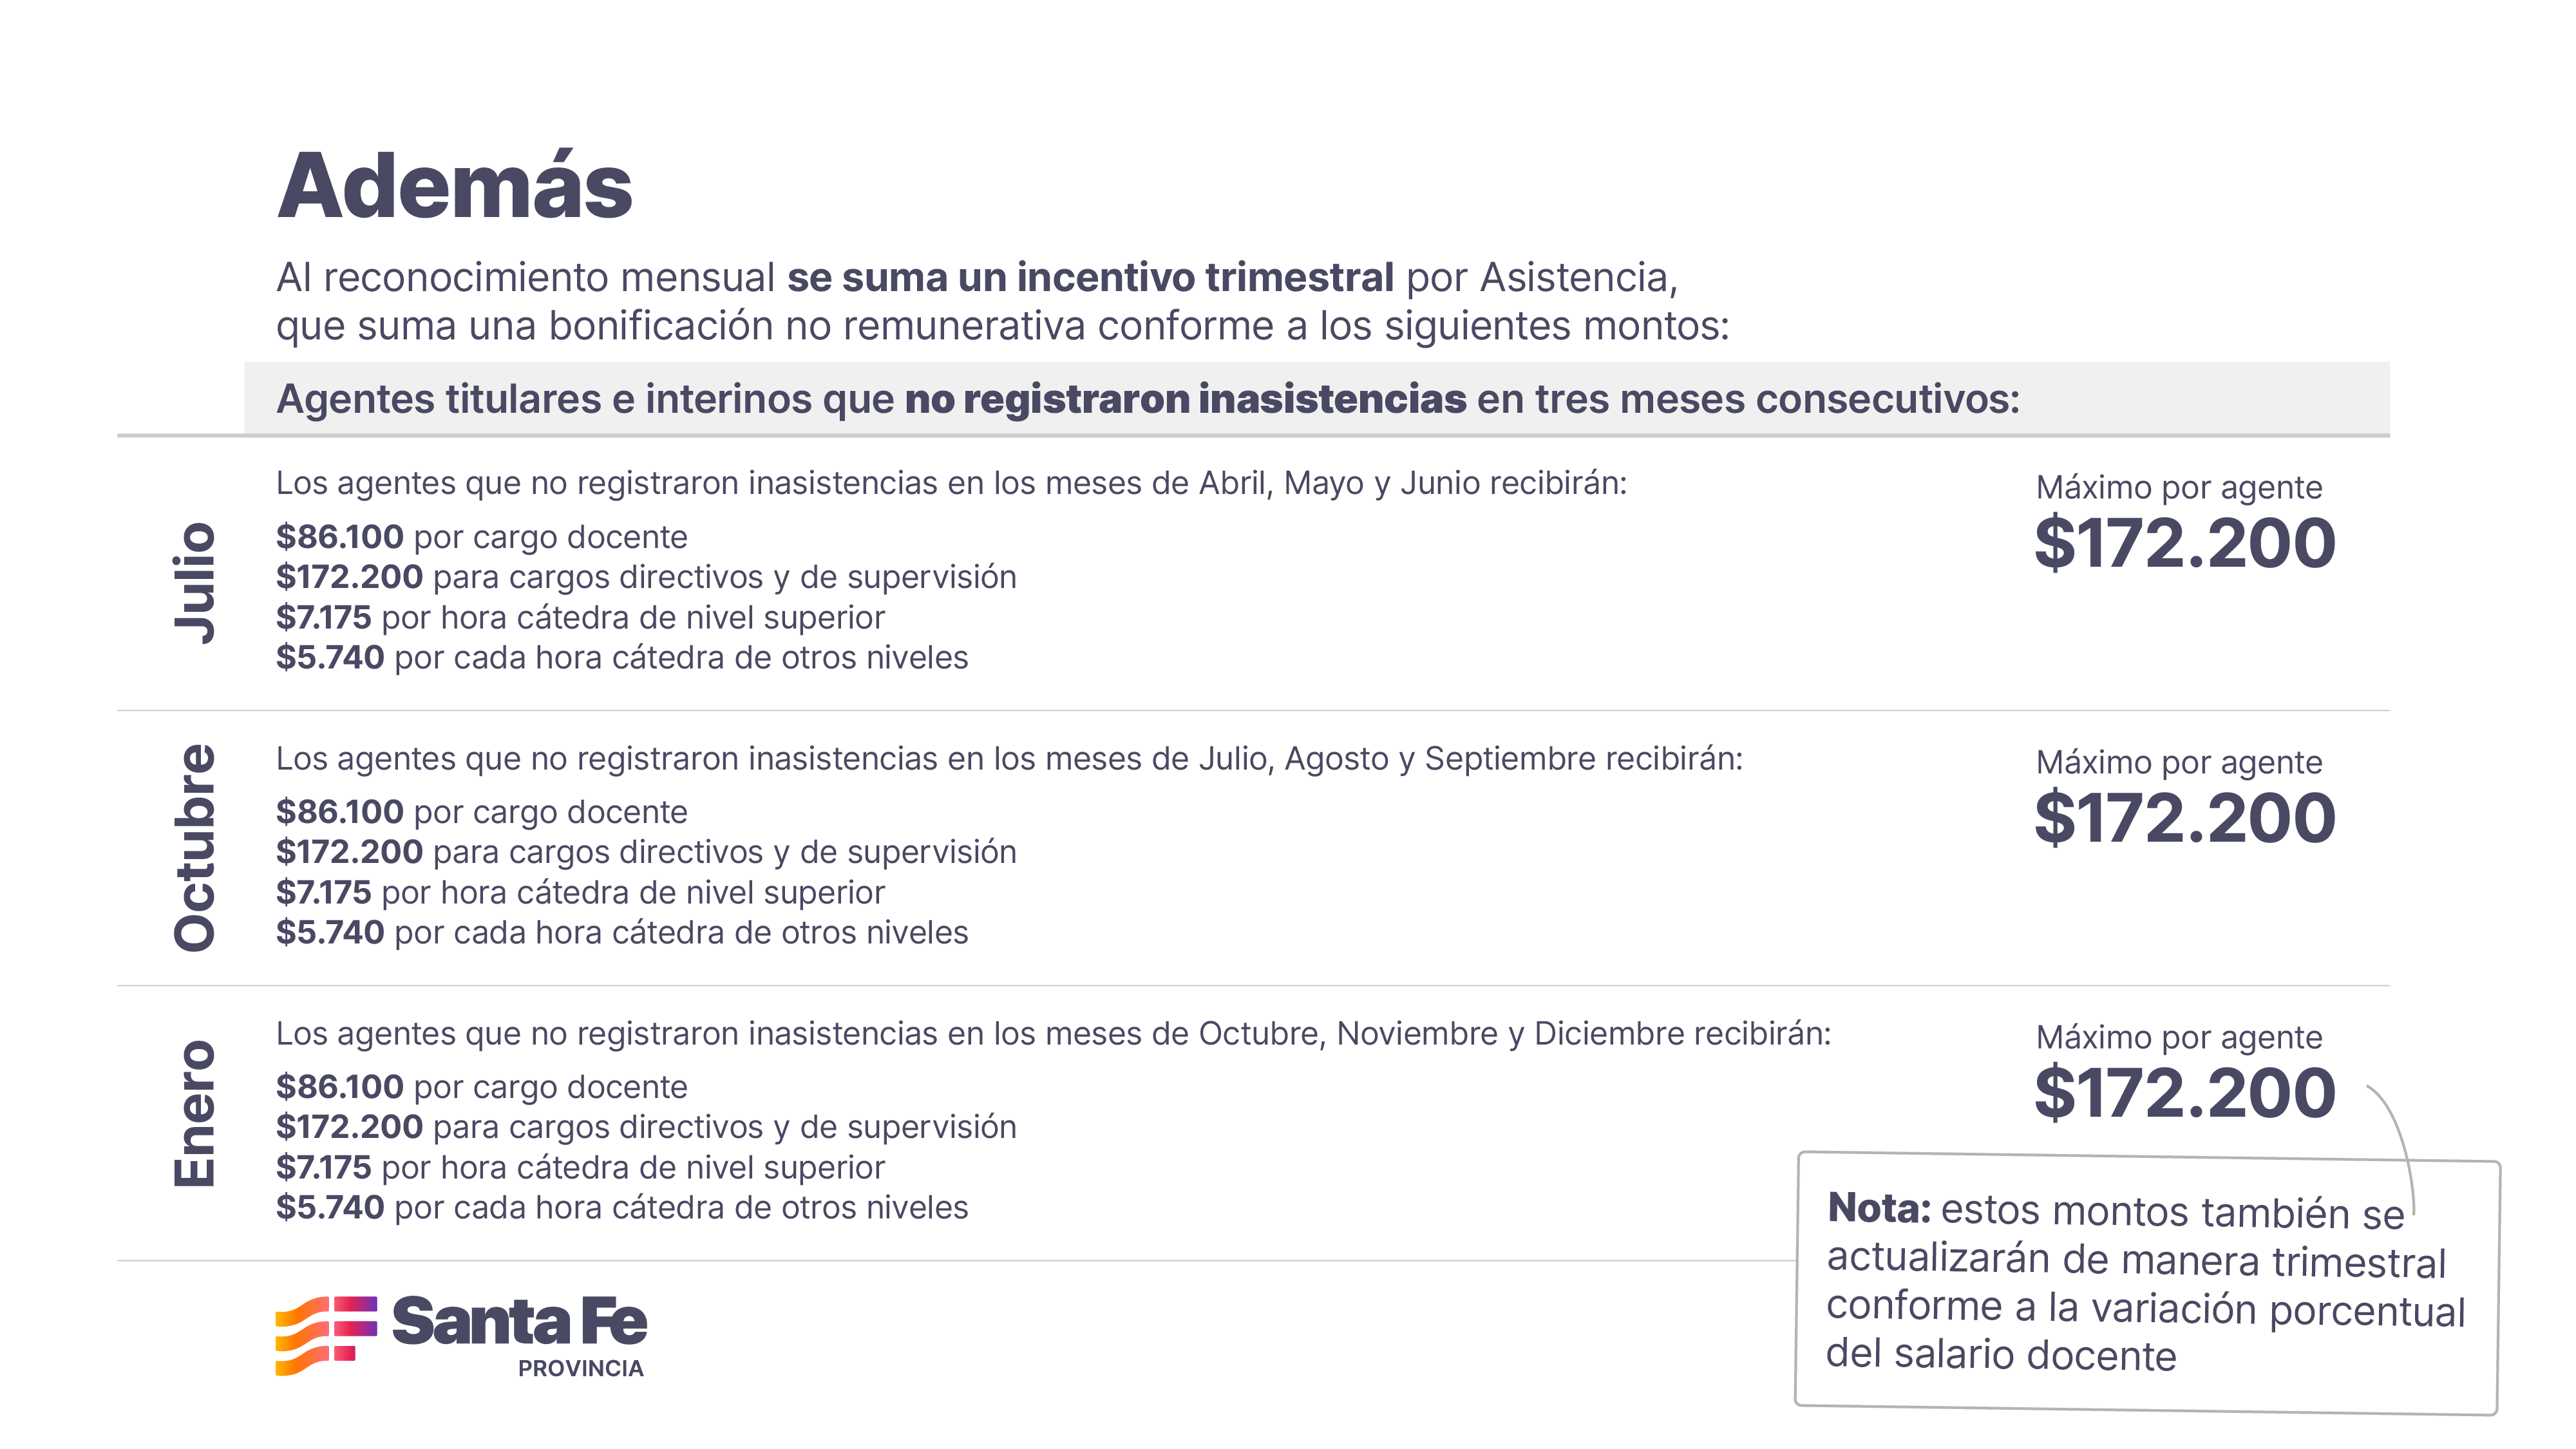 Además
Al reconocimiento mensual se suma un incentivo trimestral por Asistencia,
que suma una bonificación no remunerativa conforme a los siguientes montos:
Agentes titulares e interinos que no registraron inasistencias en tres meses consecutivos:
Julio
Los agentes que no registraron inasistencias en los meses de Abril, Mayo y Junio recibirán:
$86.100 por cargo docente
$172.200 para cargos directivos y de supervisión
$7.175 por hora cátedra de nivel superior
$5.740 por cada hora cátedra de otros niveles
Máximo por agente
$172.200
Octubre
Los agentes que no registraron inasistencias en los meses de Julio, Agosto y Septiembre recibirán:
$86.100 por cargo docente
$172.200 para cargos directivos y de supervisión
$7.175 por hora cátedra de nivel superior
$5.740 por cada hora cátedra de otros niveles
Máximo por agente
$172.200
Enero
Los agentes que no registraron inasistencias en los meses de Octubre, Noviembre y Diciembre recibirán:
$86.100 por cargo docente
$172.200 para cargos directivos y de supervisión
$7.175 por hora cátedra de nivel superior
$5.740 por cada hora cátedra de otros niveles
Máximo por agente
$172.200
Nota: estos montos también se
actualizarán de manera trimestral
conforme a la variación porcentual
del salario docente
Santa Fe
PROVINCIA